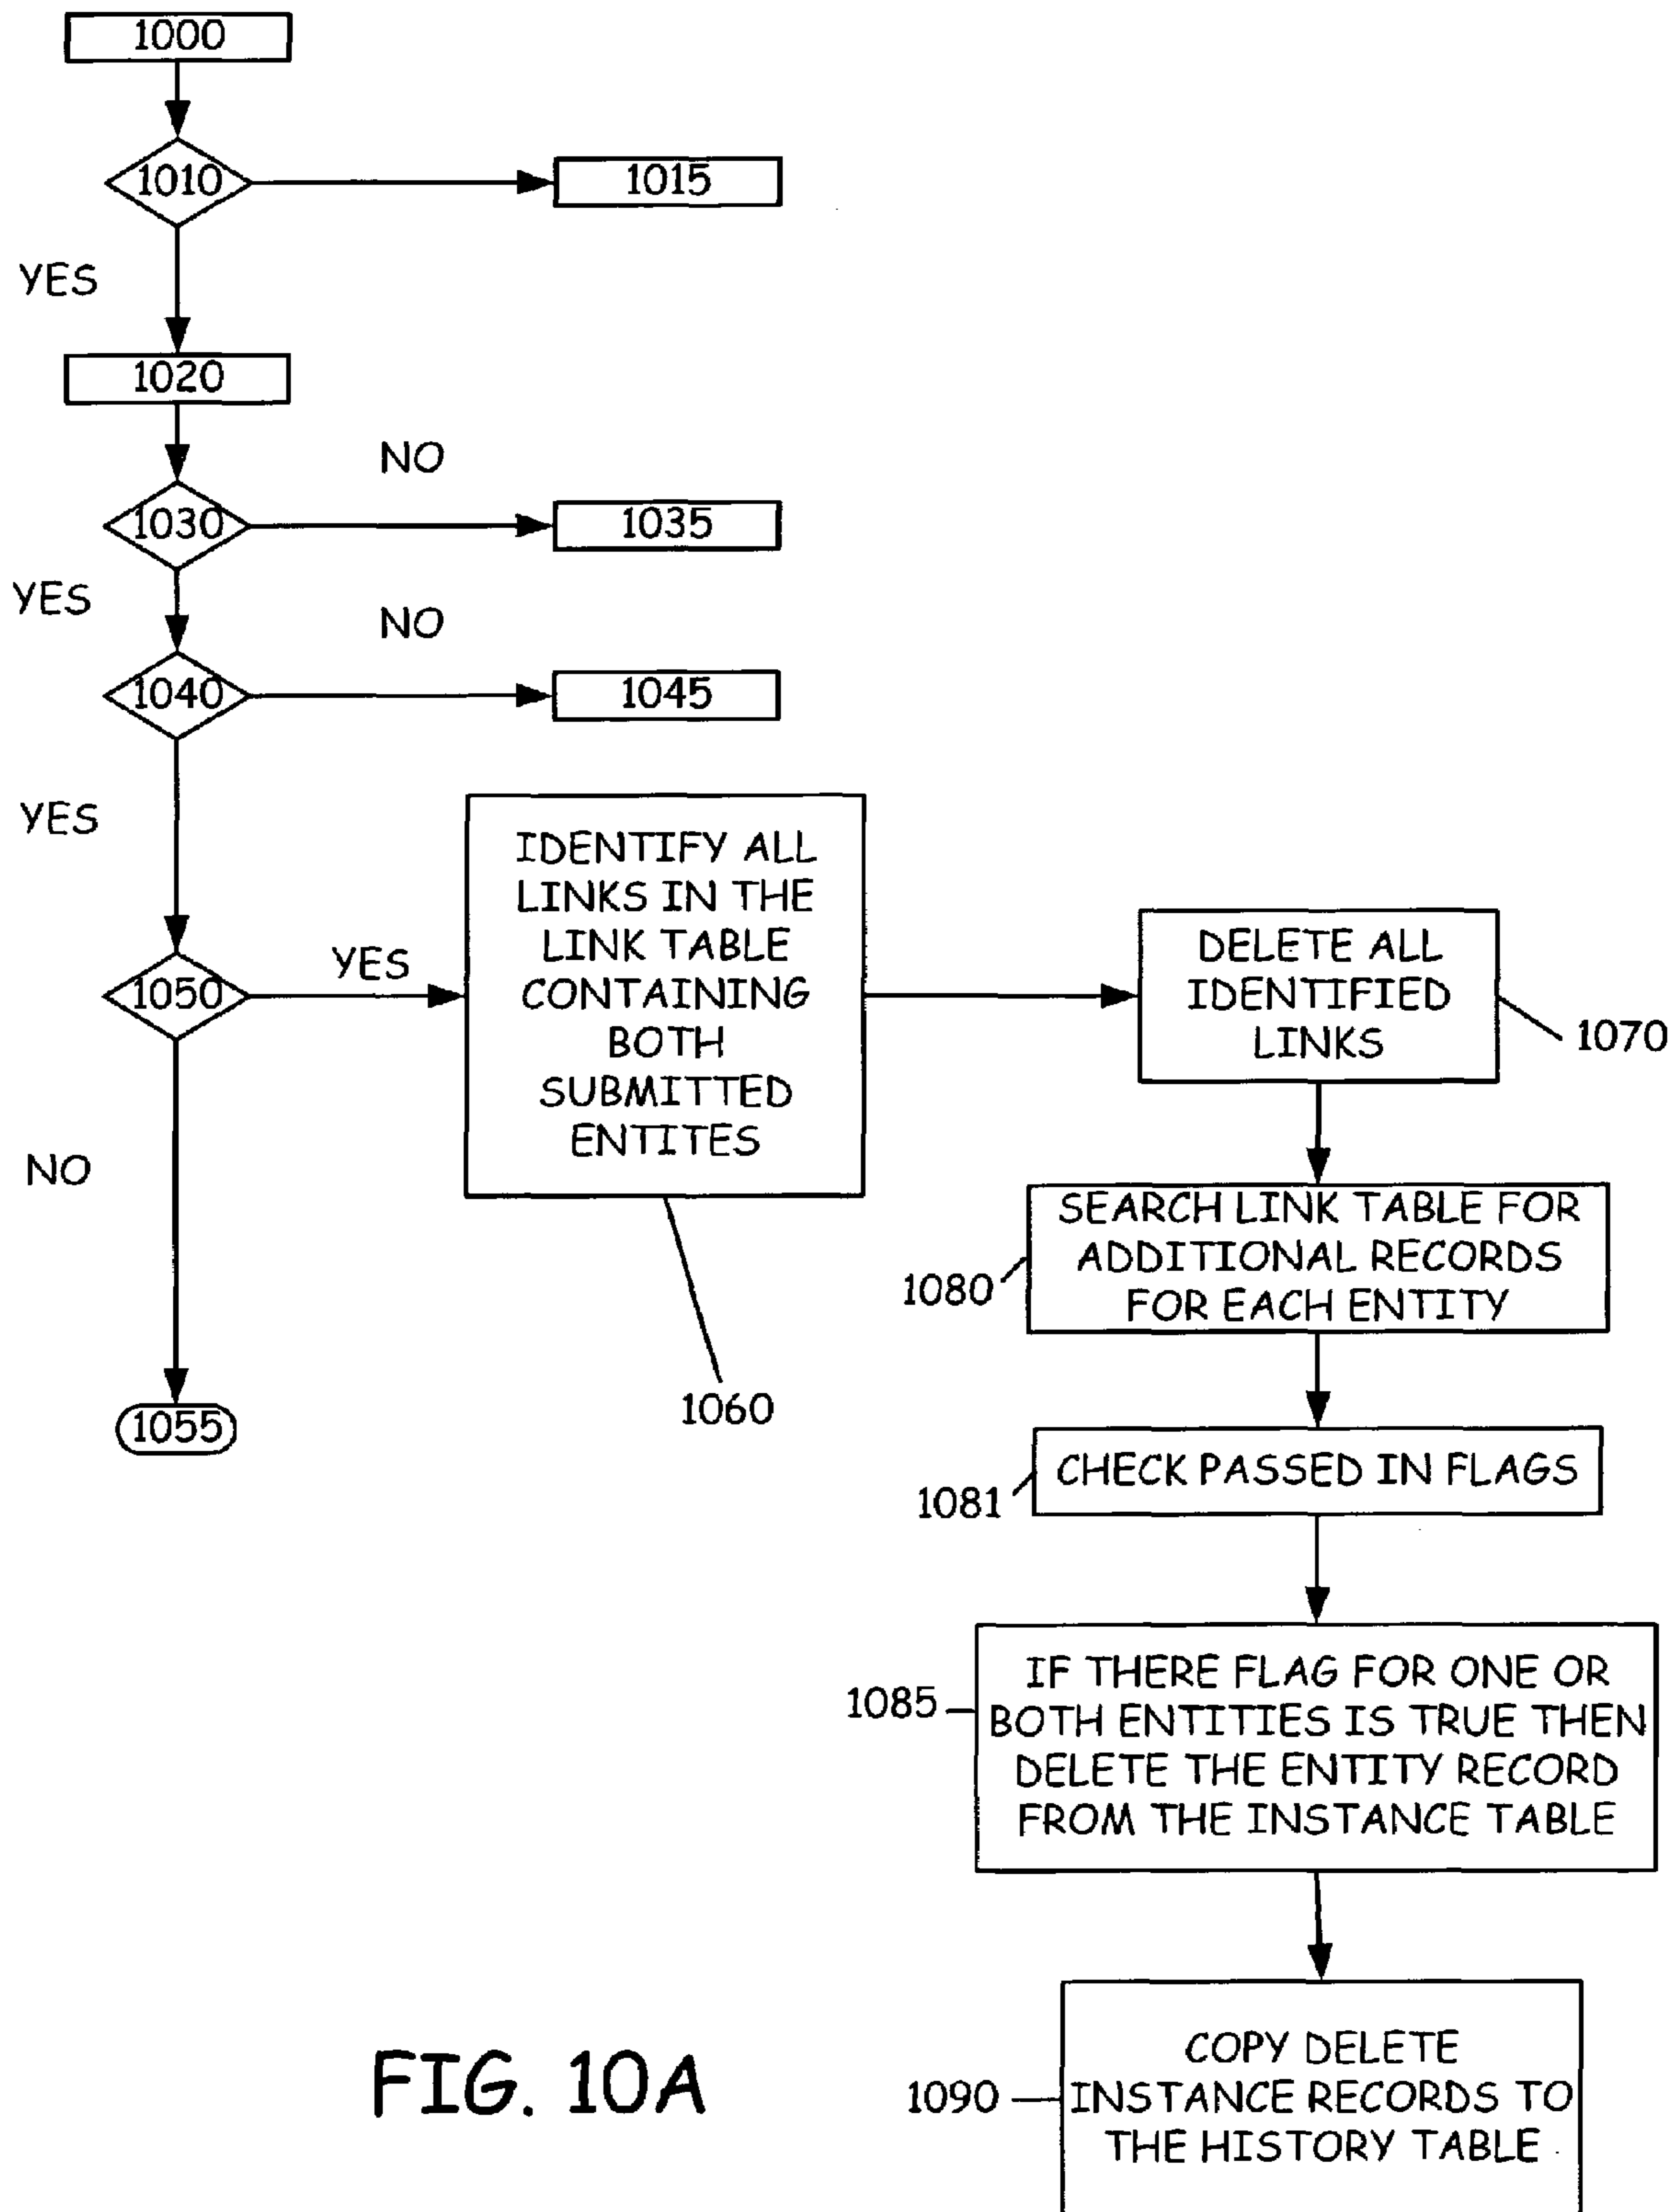 1000
1010
1015
YES
1020
NO
1030
1035
YES
NO
1040
1045
YES
IDENTIFY ALL
LINKS IN THE
LINK TABLE
CONTAINING
BOTH
SUBMITTED
ENTITES
YES
1050
DELETE ALL
IDENTIFIED
LINKS
1070
NO
SEARCH LINK TABLE FOR
ADDITIONAL RECORDS
FOR EACH ENTITY
1080
1060
1055
CHECK PASSED IN FLAGS
1081
IF THERE FLAG FOR ONE OR
BOTH ENTITIES IS TRUE THEN
DELETE THE ENTITY RECORD
FROM THE INSTANCE TABLE
1085
COPY DELETE
INSTANCE RECORDS TO
THE HISTORY TABLE
1090
FIG. 10A